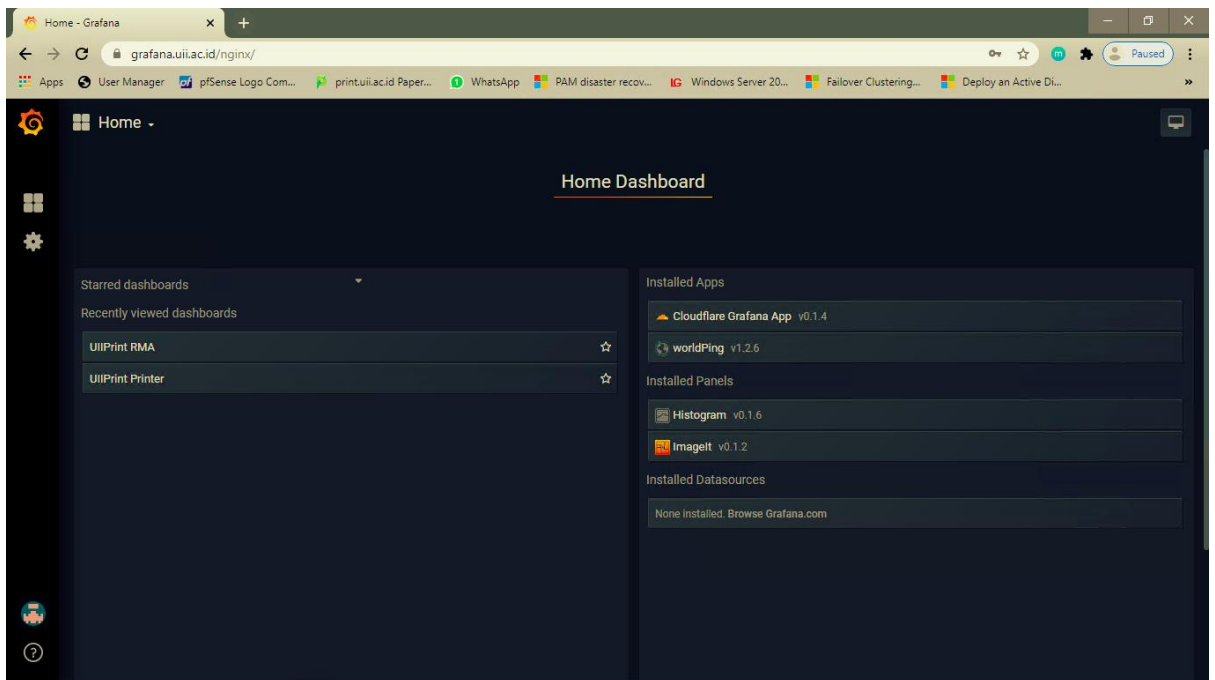 Home - Grafana
grafana.uii.ac.id/nginx/
Paused
Apps
User Manager
pfSense Logo Com...
print.uii.ac.id Paper...
WhatsApp
PAM disaster recov...
Windows Server 20...
Failover Clustering...
Deploy an Active Di...
Home
Home Dashboard
Starred dashboards
Recently viewed dashboards
UIIPrint RMA
UIIPrint Printer
Installed Apps
Cloudflare Grafana App v0.1.4
worldPing v1.2.6
Installed Panels
Histogram v0.1.6
ImageIt v0.1.2
Installed Datasources
None installed. Browse Grafana.com